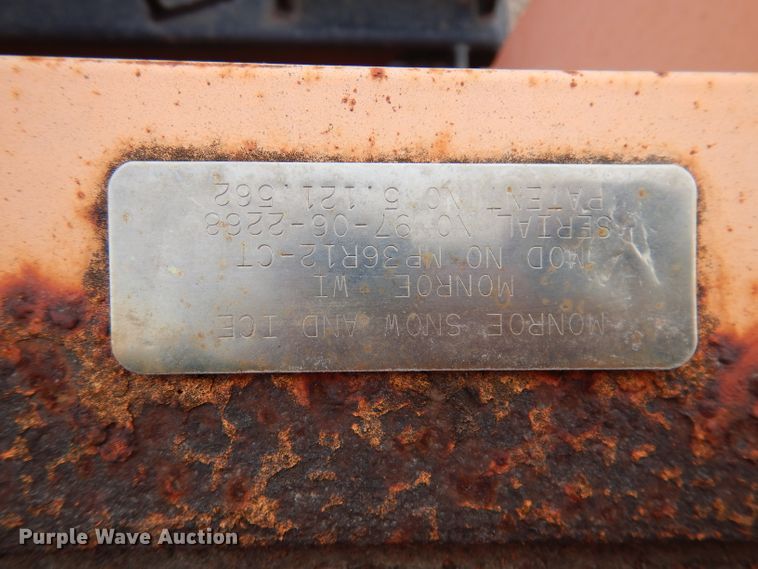 MONROE SNOW AND ICE
MONROE WI
MOD NO MP36R12-CT
SERIAL NO 97-06-2268
PATENT NO 5.121.562
Purple Wave Auction